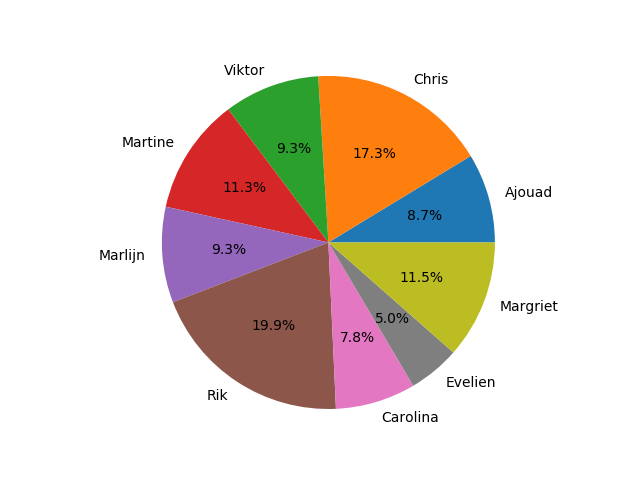 Viktor
Chris
Martine
9.3%
17.3%
11.3%
Ajouad
8.7%
Marlijn
9.3%
11.5%
Margriet
19.9%
7.8%
5.0%
Evelien
Rik
Carolina